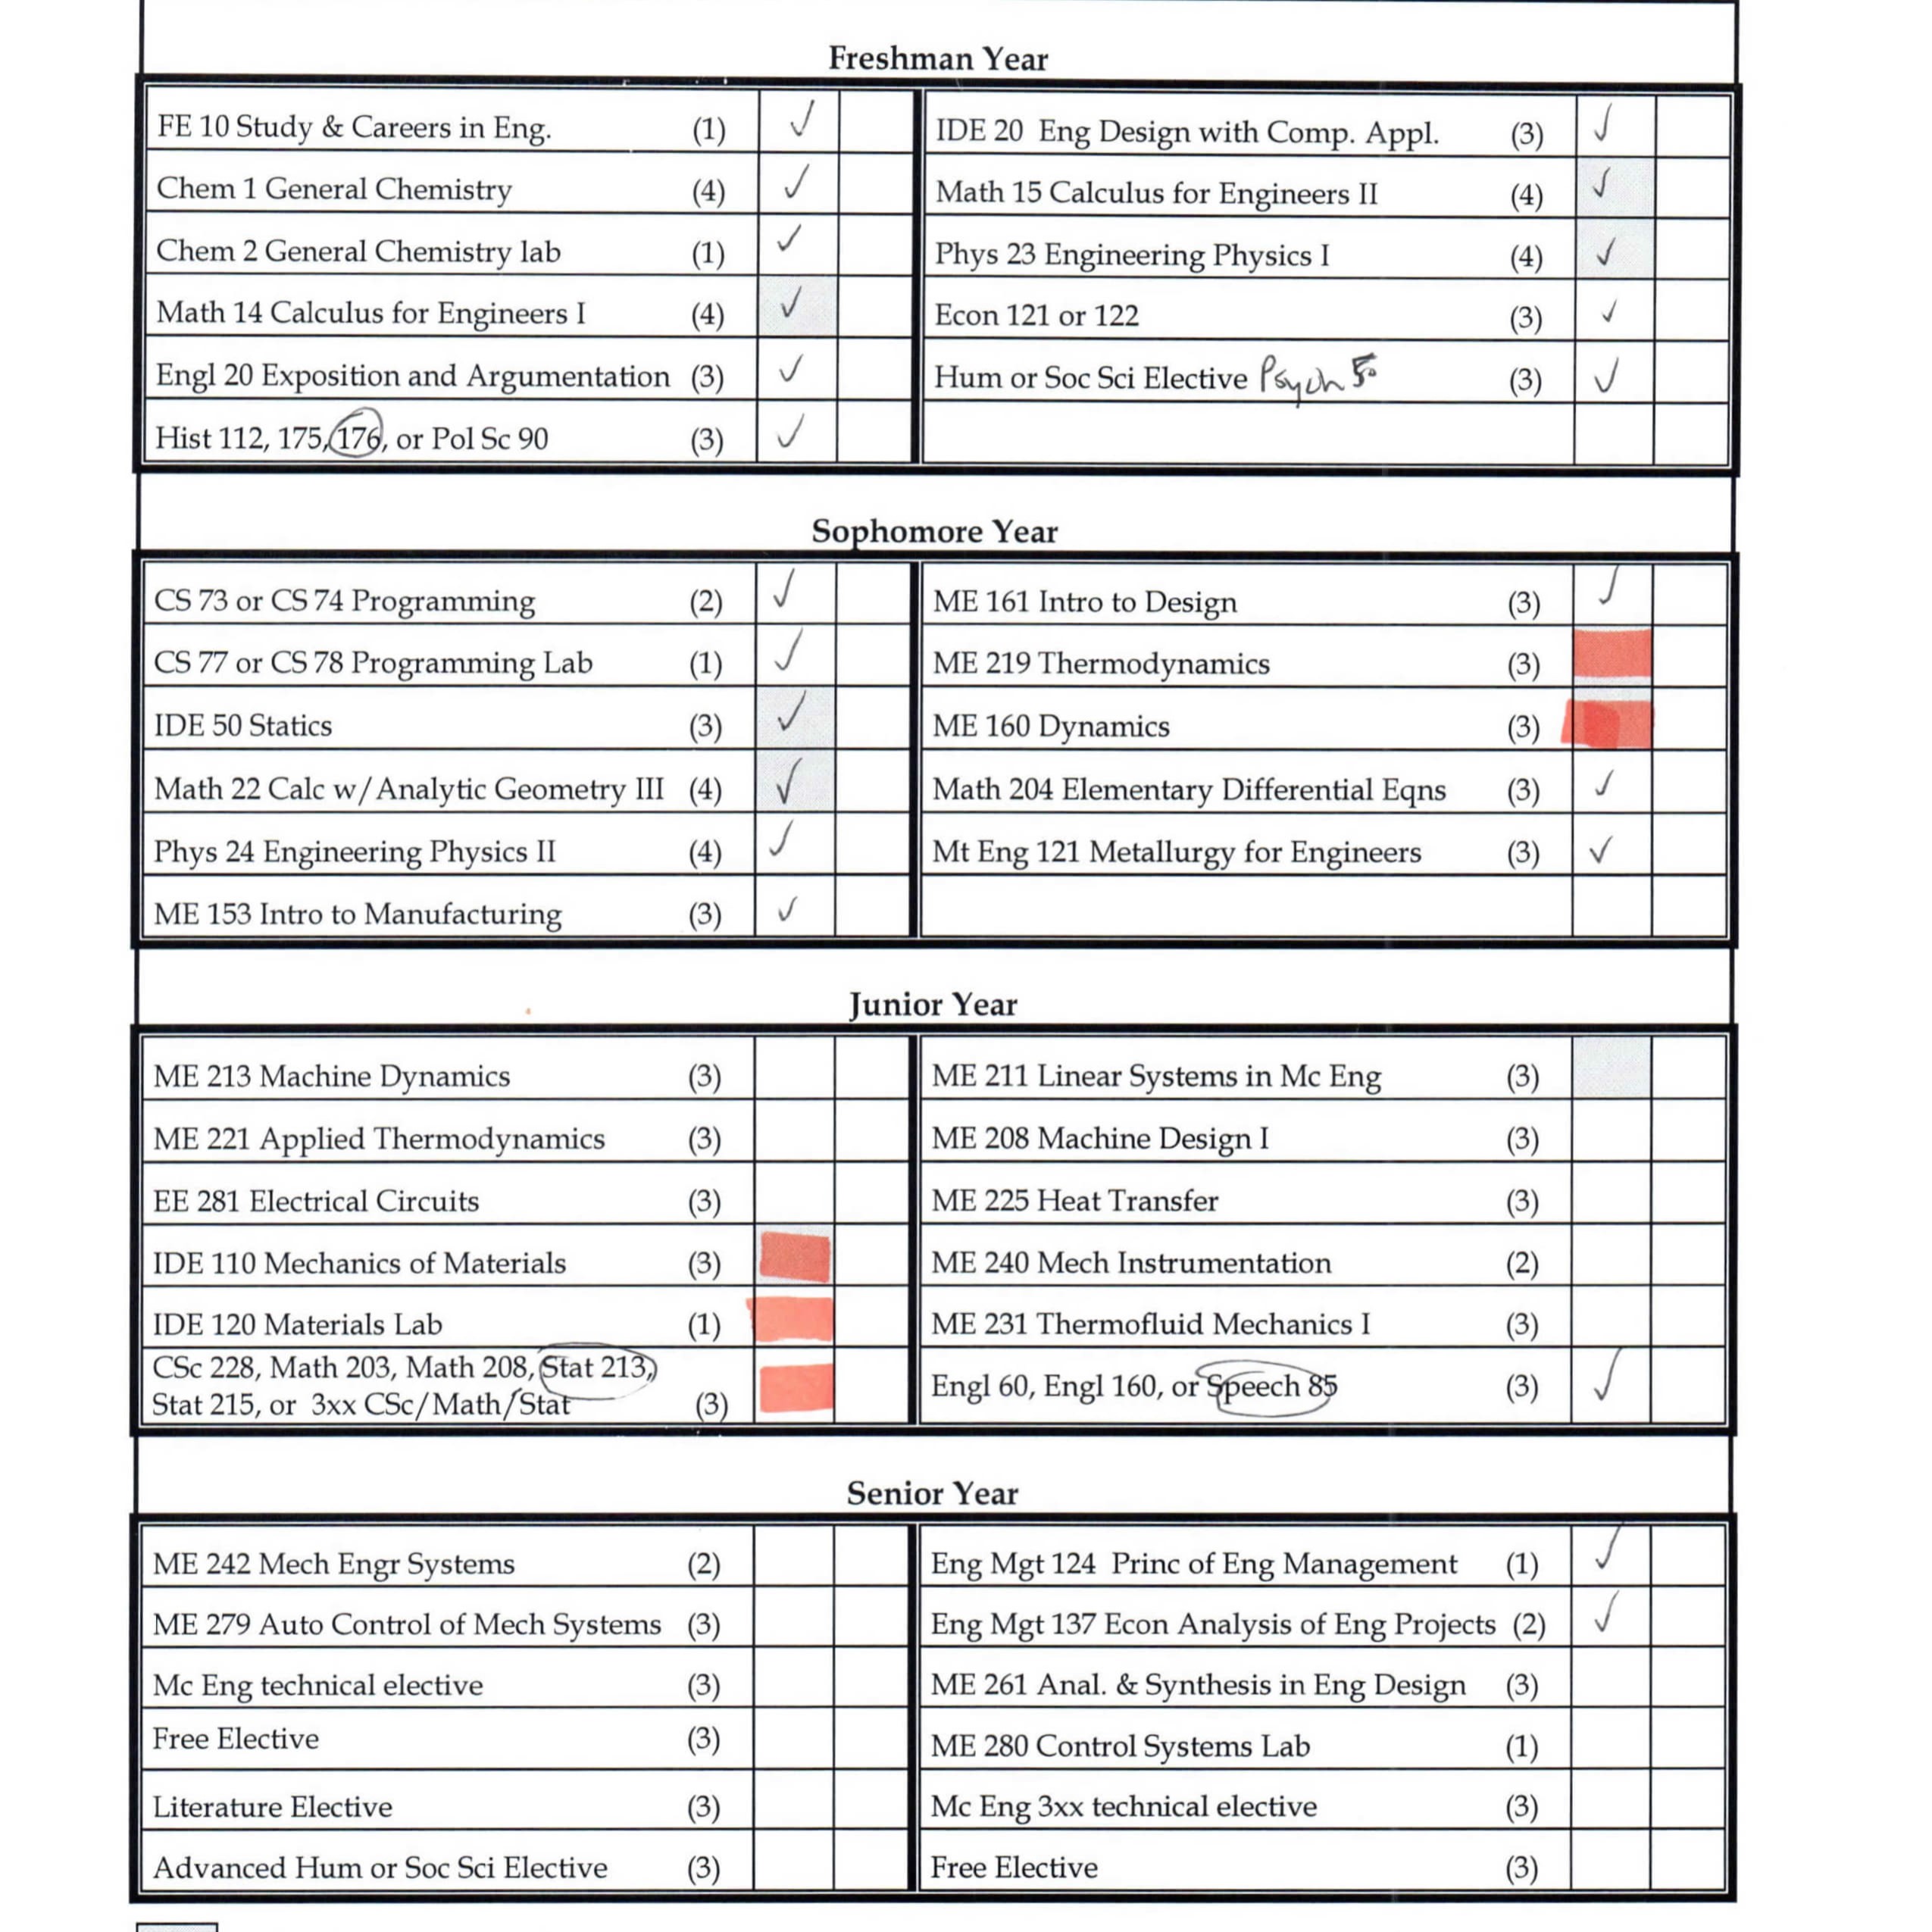 Freshman Year
FE 10 Study & Careers in Eng. (1) ✓
Chem 1 General Chemistry (4) ✓
Chem 2 General Chemistry lab (1) ✓
Math 14 Calculus for Engineers I (4) ✓
Engl 20 Exposition and Argumentation (3) ✓
Hist 112, 175, 176, or Pol Sc 90 (3) ✓
IDE 20 Eng Design with Comp. Appl. (3) ✓
Math 15 Calculus for Engineers II (4) ✓
Phys 23 Engineering Physics I (4) ✓
Econ 121 or 122 (3) ✓
Hum or Soc Sci Elective Psych 50 (3) ✓
Sophomore Year
CS 73 or CS 74 Programming (2) ✓
CS 77 or CS 78 Programming Lab (1) ✓
IDE 50 Statics (3) ✓
Math 22 Calc w/Analytic Geometry III (4) ✓
Phys 24 Engineering Physics II (4) ✓
ME 153 Intro to Manufacturing (3) ✓
ME 161 Intro to Design (3) ✓
ME 219 Thermodynamics (3)
ME 160 Dynamics (3)
Math 204 Elementary Differential Eqns (3) ✓
Mt Eng 121 Metallurgy for Engineers (3) ✓
Junior Year
ME 213 Machine Dynamics (3)
ME 221 Applied Thermodynamics (3)
EE 281 Electrical Circuits (3)
IDE 110 Mechanics of Materials (3)
IDE 120 Materials Lab (1)
CSc 228, Math 203, Math 208, Stat 213,
Stat 215, or 3xx CSc/Math/Stat (3)
ME 211 Linear Systems in Mc Eng (3)
ME 208 Machine Design I (3)
ME 225 Heat Transfer (3)
ME 240 Mech Instrumentation (2)
ME 231 Thermofluid Mechanics I (3)
Engl 60, Engl 160, or Speech 85 (3) ✓
Senior Year
ME 242 Mech Engr Systems (2)
ME 279 Auto Control of Mech Systems (3)
Mc Eng technical elective (3)
Free Elective (3)
Literature Elective (3)
Advanced Hum or Soc Sci Elective (3)
Eng Mgt 124 Princ of Eng Management (1) ✓
Eng Mgt 137 Econ Analysis of Eng Projects (2) ✓
ME 261 Anal. & Synthesis in Eng Design (3)
ME 280 Control Systems Lab (1)
Mc Eng 3xx technical elective (3)
Free Elective (3)